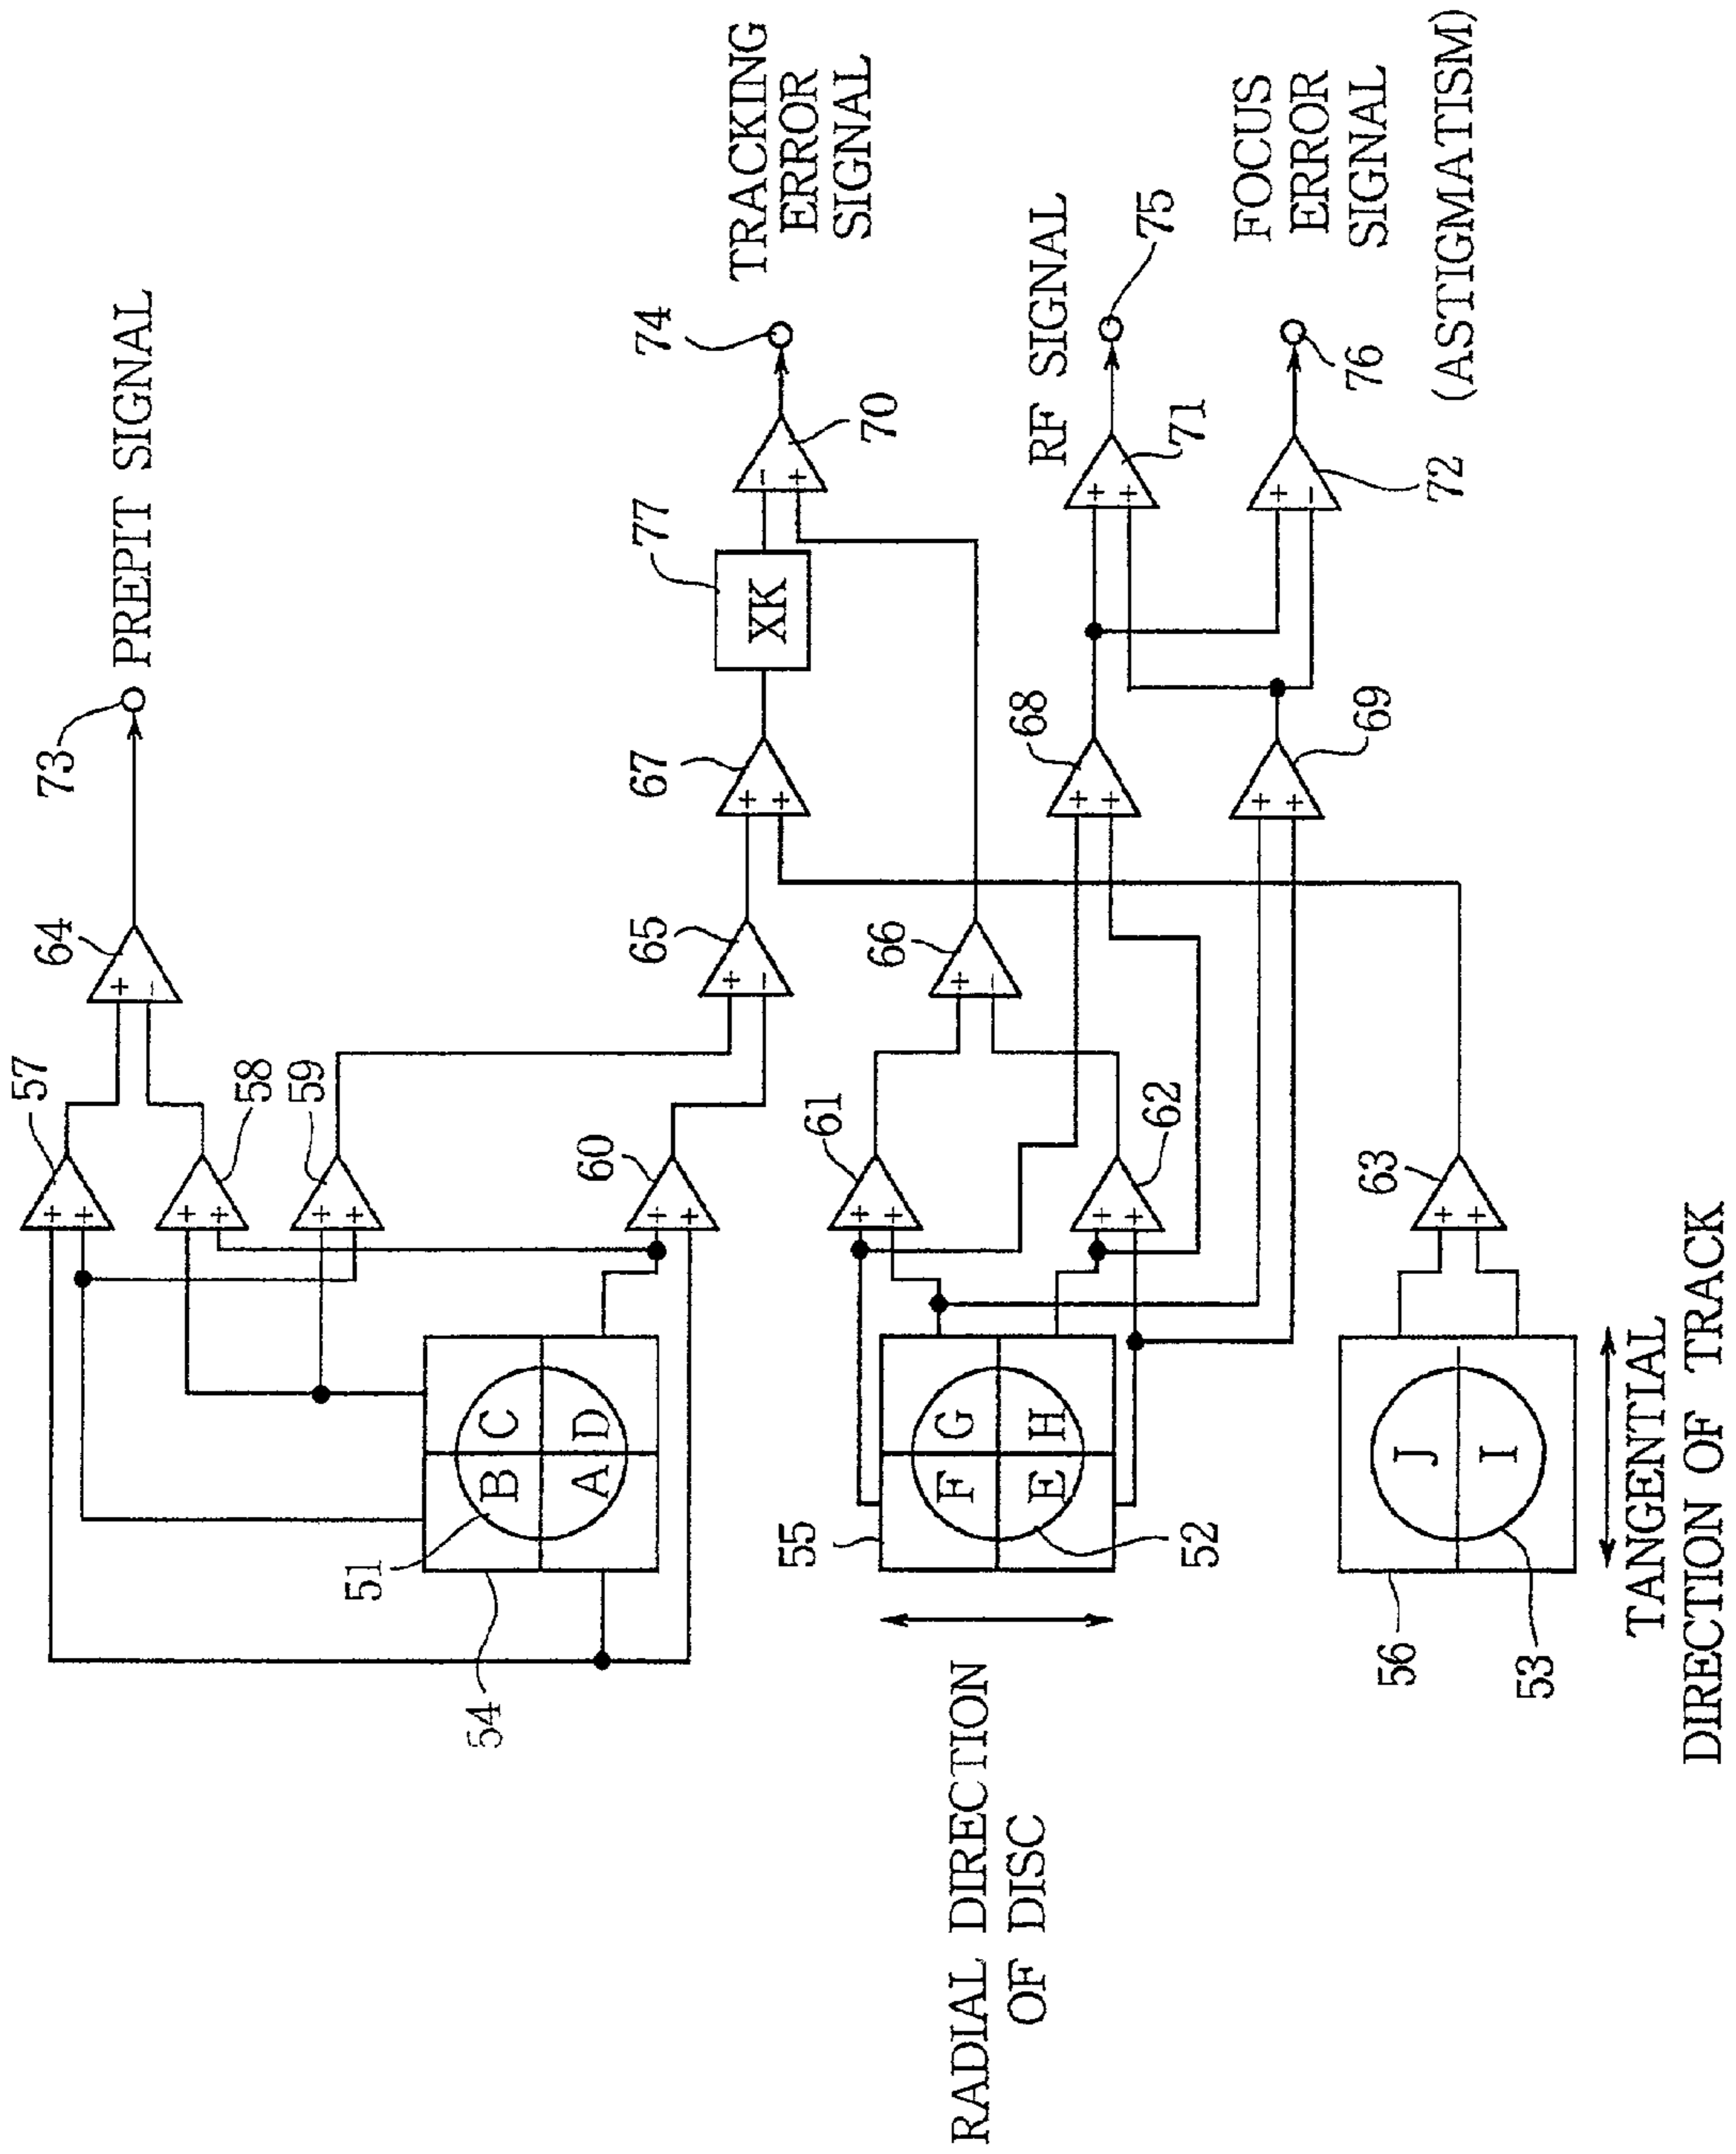 57
+
+
64
+
-
73
PREPIT SIGNAL
58
+
+
59
+
+
51
B
C
A
D
54
60
+
+
65
+
-
67
+
+
77
XK
74
-
+
70
TRACKING
ERROR
SIGNAL
55
61
+
+
66
+
-
F
G
E
H
52
62
+
+
RADIAL DIRECTION
OF DISC
68
+
+
RF SIGNAL
+
+
71
75
69
+
+
+
-
72
76
FOCUS
ERROR
SIGNAL
(ASTIGMATISM)
63
+
+
J
I
56
53
TANGENTIAL
DIRECTION OF TRACK